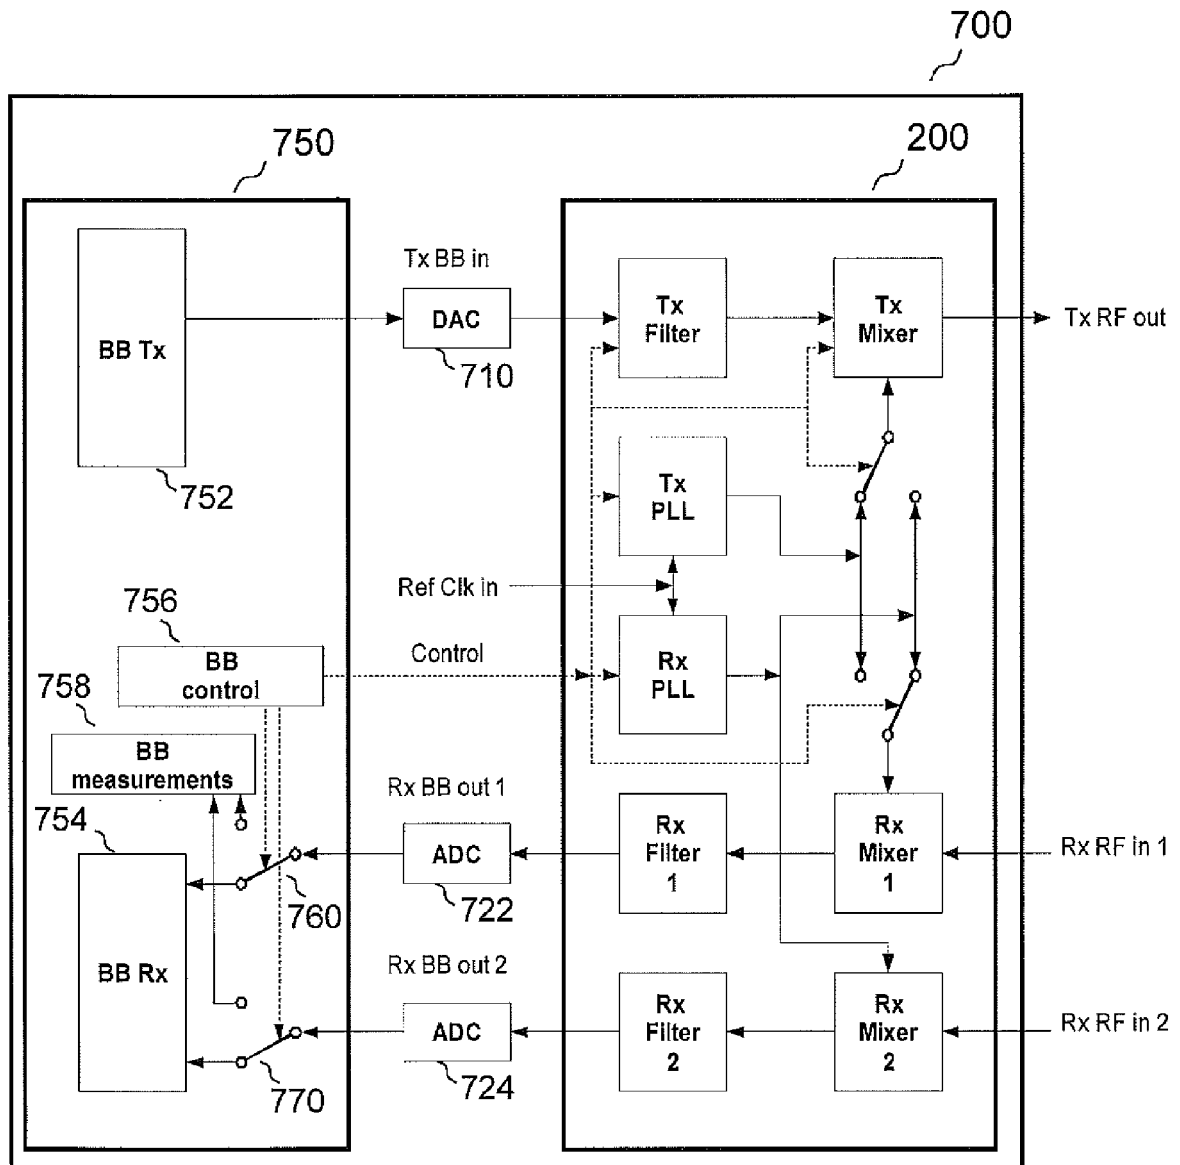 700
750
200
BB Tx
752
Tx BB in
DAC
710
Tx
Filter
Tx
Mixer
Tx RF out
Tx
PLL
Ref Clk in
756
BB
control
Control
Rx
PLL
758
BB
measurements
754
BB Rx
760
770
Rx BB out 1
ADC
722
Rx
Filter
1
Rx
Mixer
1
Rx RF in 1
Rx BB out 2
ADC
724
Rx
Filter
2
Rx
Mixer
2
Rx RF in 2